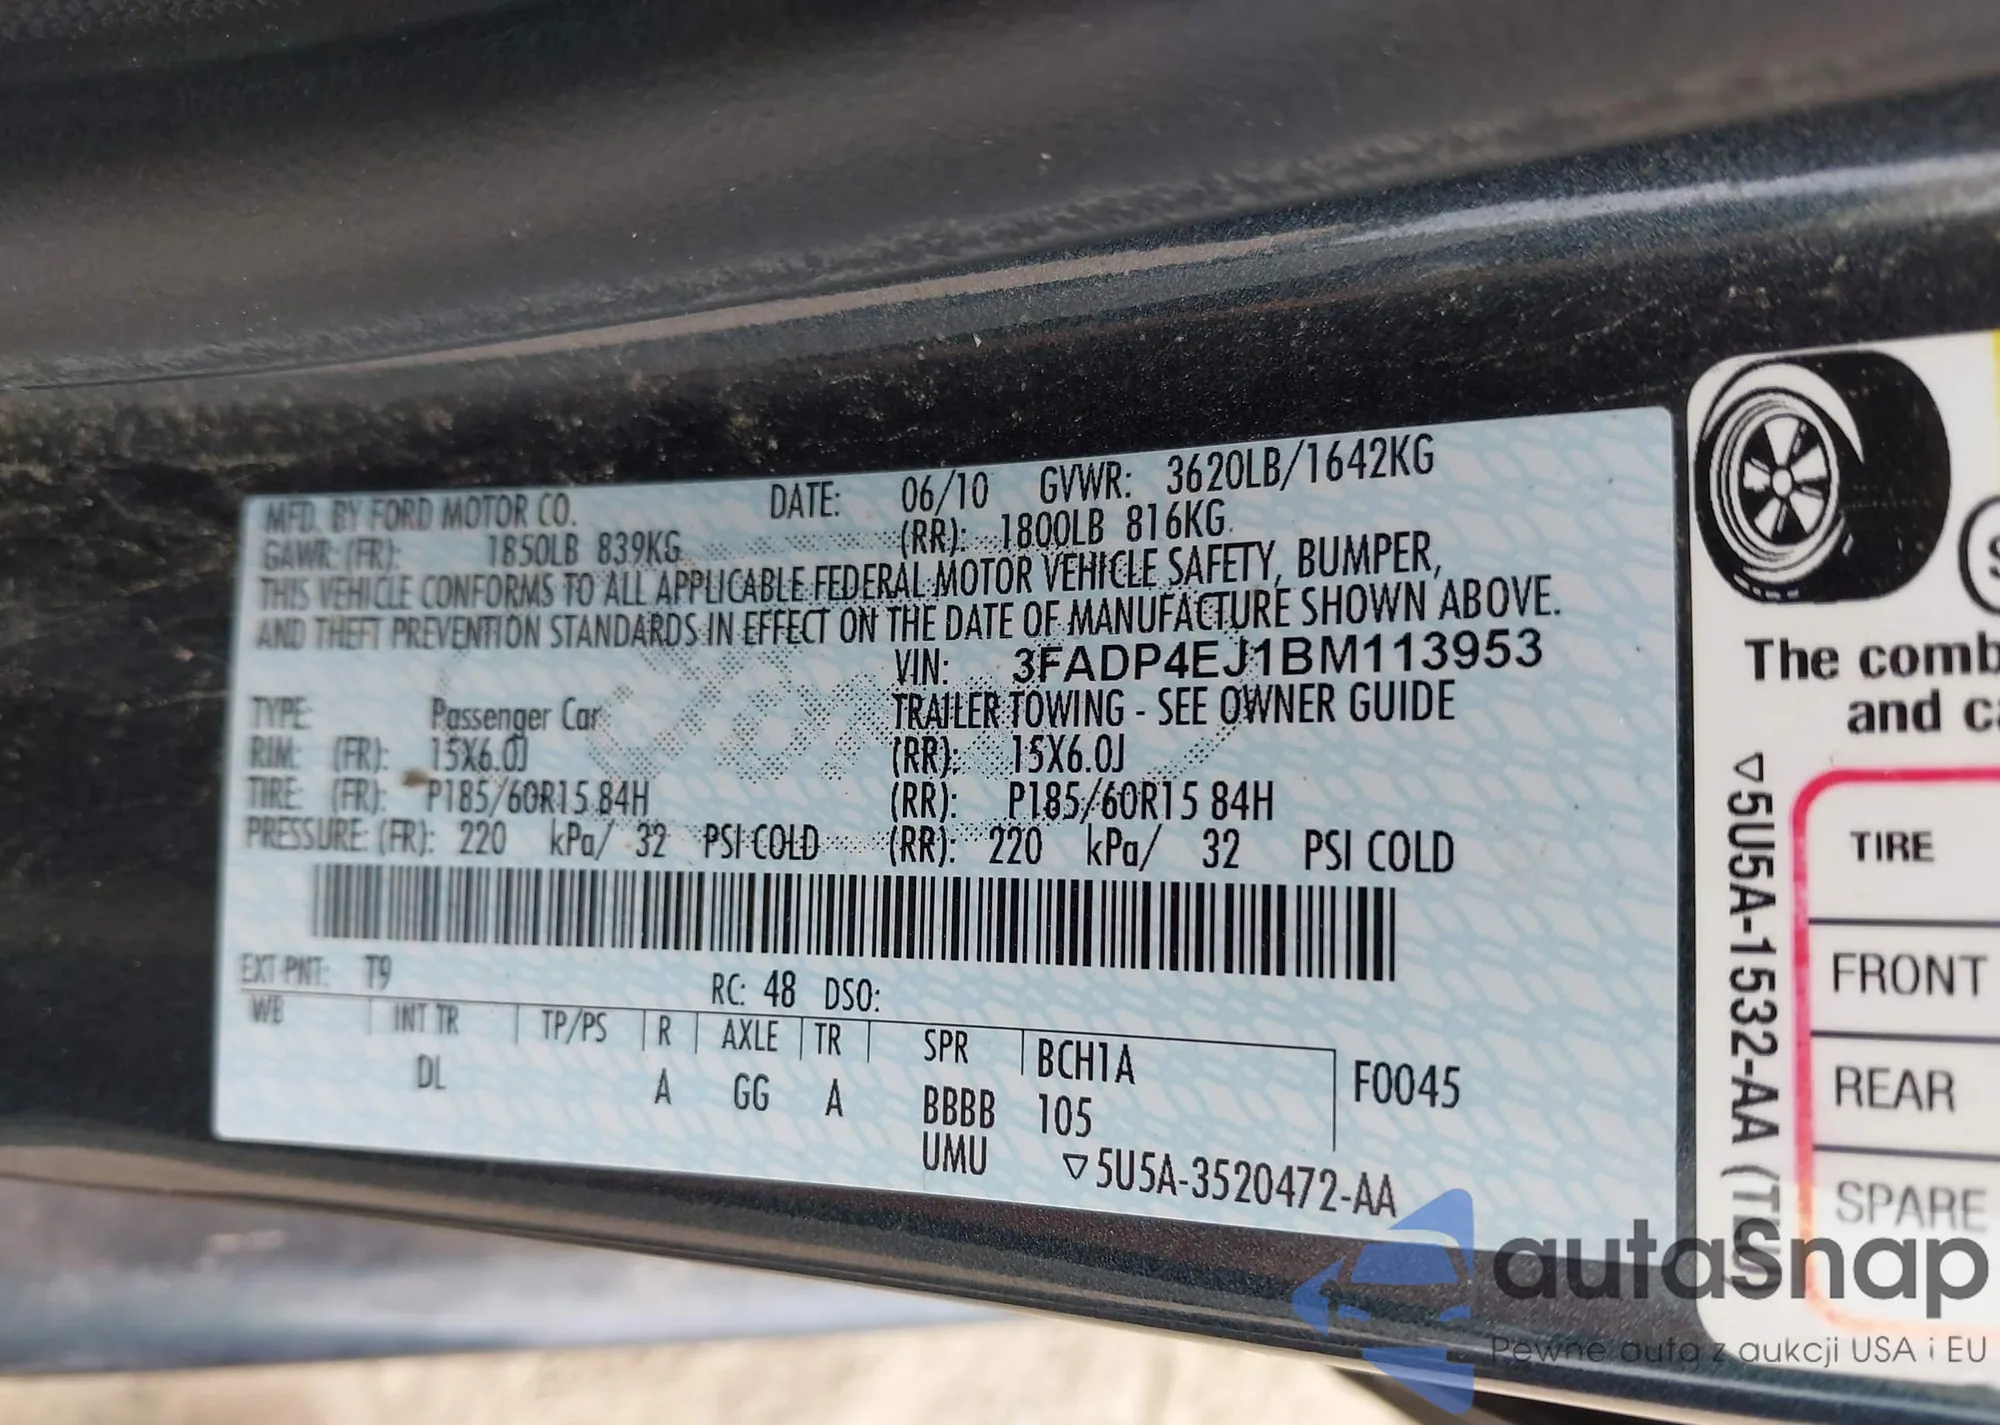 MFD. BY FORD MOTOR CO. DATE: 06/10 GVWR: 3620LB/1642KG
GAWR (FR): 1850LB 839KG (RR): 1800LB 816KG
THIS VEHICLE CONFORMS TO ALL APPLICABLE FEDERAL MOTOR VEHICLE SAFETY, BUMPER,
AND THEFT PREVENTION STANDARDS IN EFFECT ON THE DATE OF MANUFACTURE SHOWN ABOVE.
VIN: 3FADP4EJ1BM113953
TYPE: Passenger Car TRAILER TOWING - SEE OWNER GUIDE
RIM: (FR): 15X6.0J (RR): 15X6.0J
TIRE: (FR): P185/60R15 84H (RR): P185/60R15 84H
PRESSURE: (FR): 220 kPa/ 32 PSI COLD (RR): 220 kPa/ 32 PSI COLD
EXT PNT: T9 RC: 48 DSO:
WB INT TR TP/PS R AXLE TR SPR BCH1A F0045
DL A GG A BBBB 105
UMU ▽5U5A-3520472-AA
The comb
and ca
▽5U5A-1532-AA
TIRE
FRONT
REAR
SPARE
autasnap
Pewne auta z aukcji USA i EU